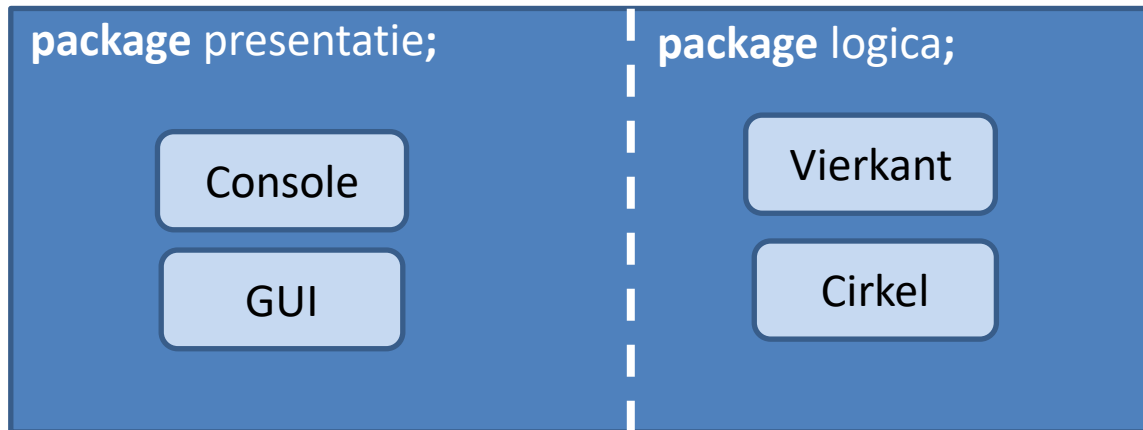 package presentatie;
Console
GUI
package logica;
Vierkant
Cirkel